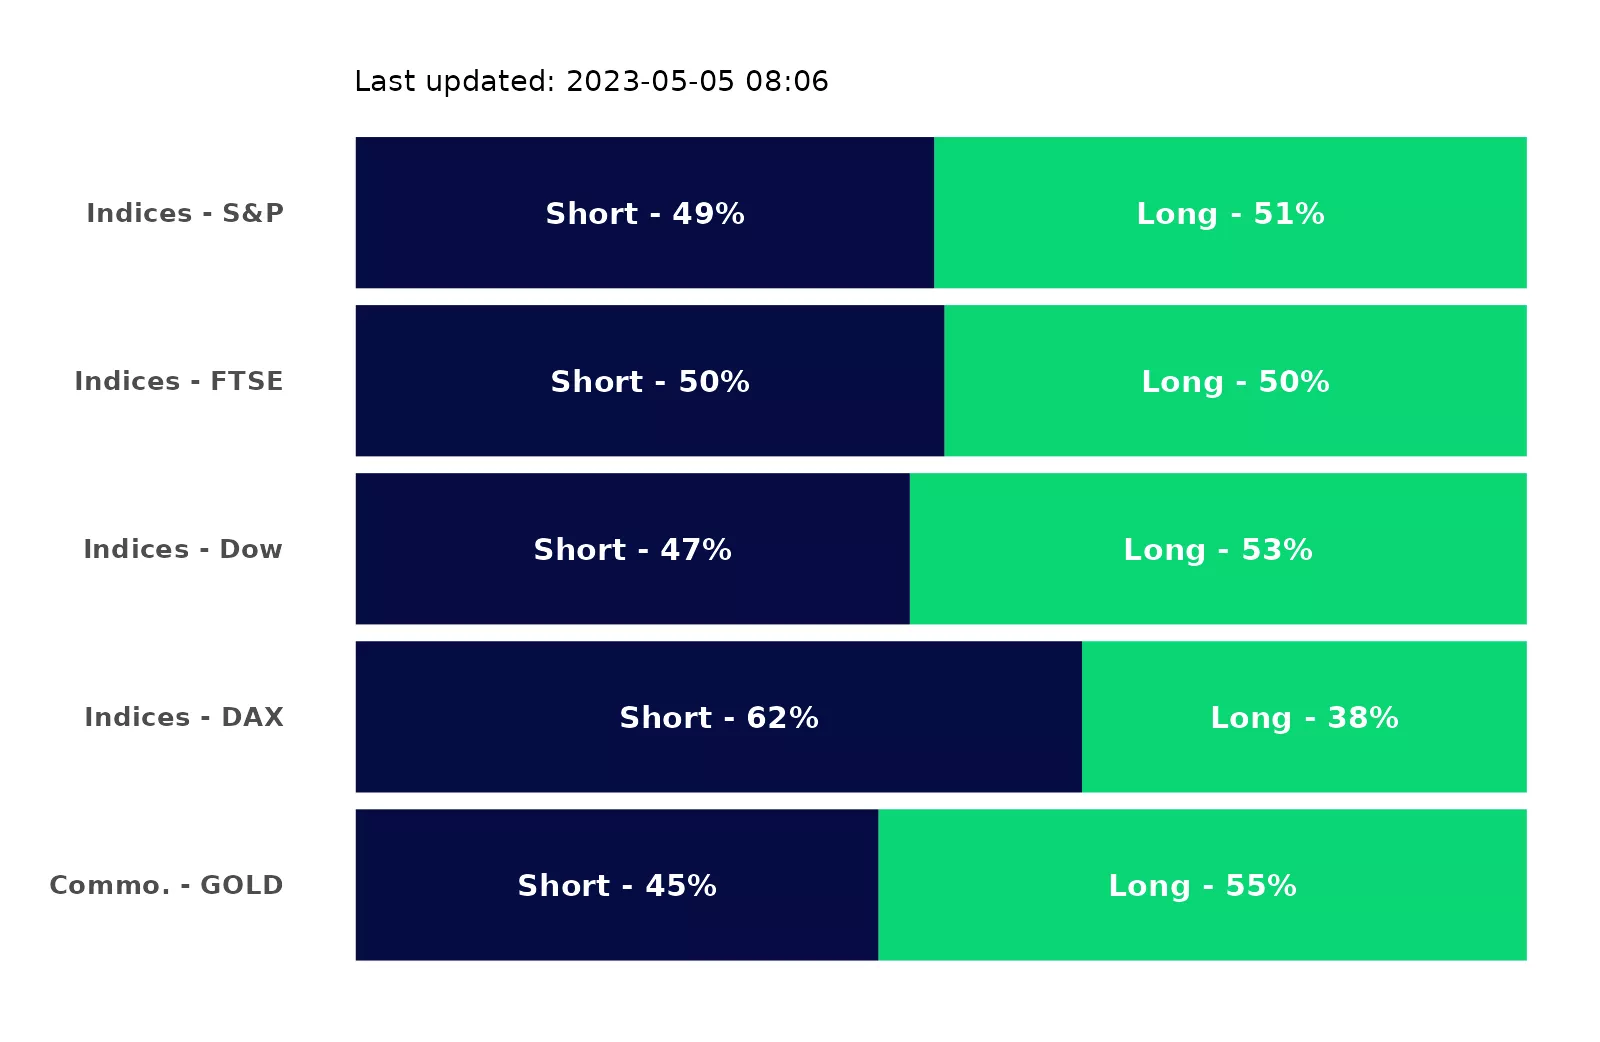 Last updated: 2023-05-05 08:06
Indices - S&P Short - 49% Long - 51%
Indices - FTSE Short - 50% Long - 50%
Indices - Dow Short - 47% Long - 53%
Indices - DAX Short - 62% Long - 38%
Commo. - GOLD Short - 45% Long - 55%